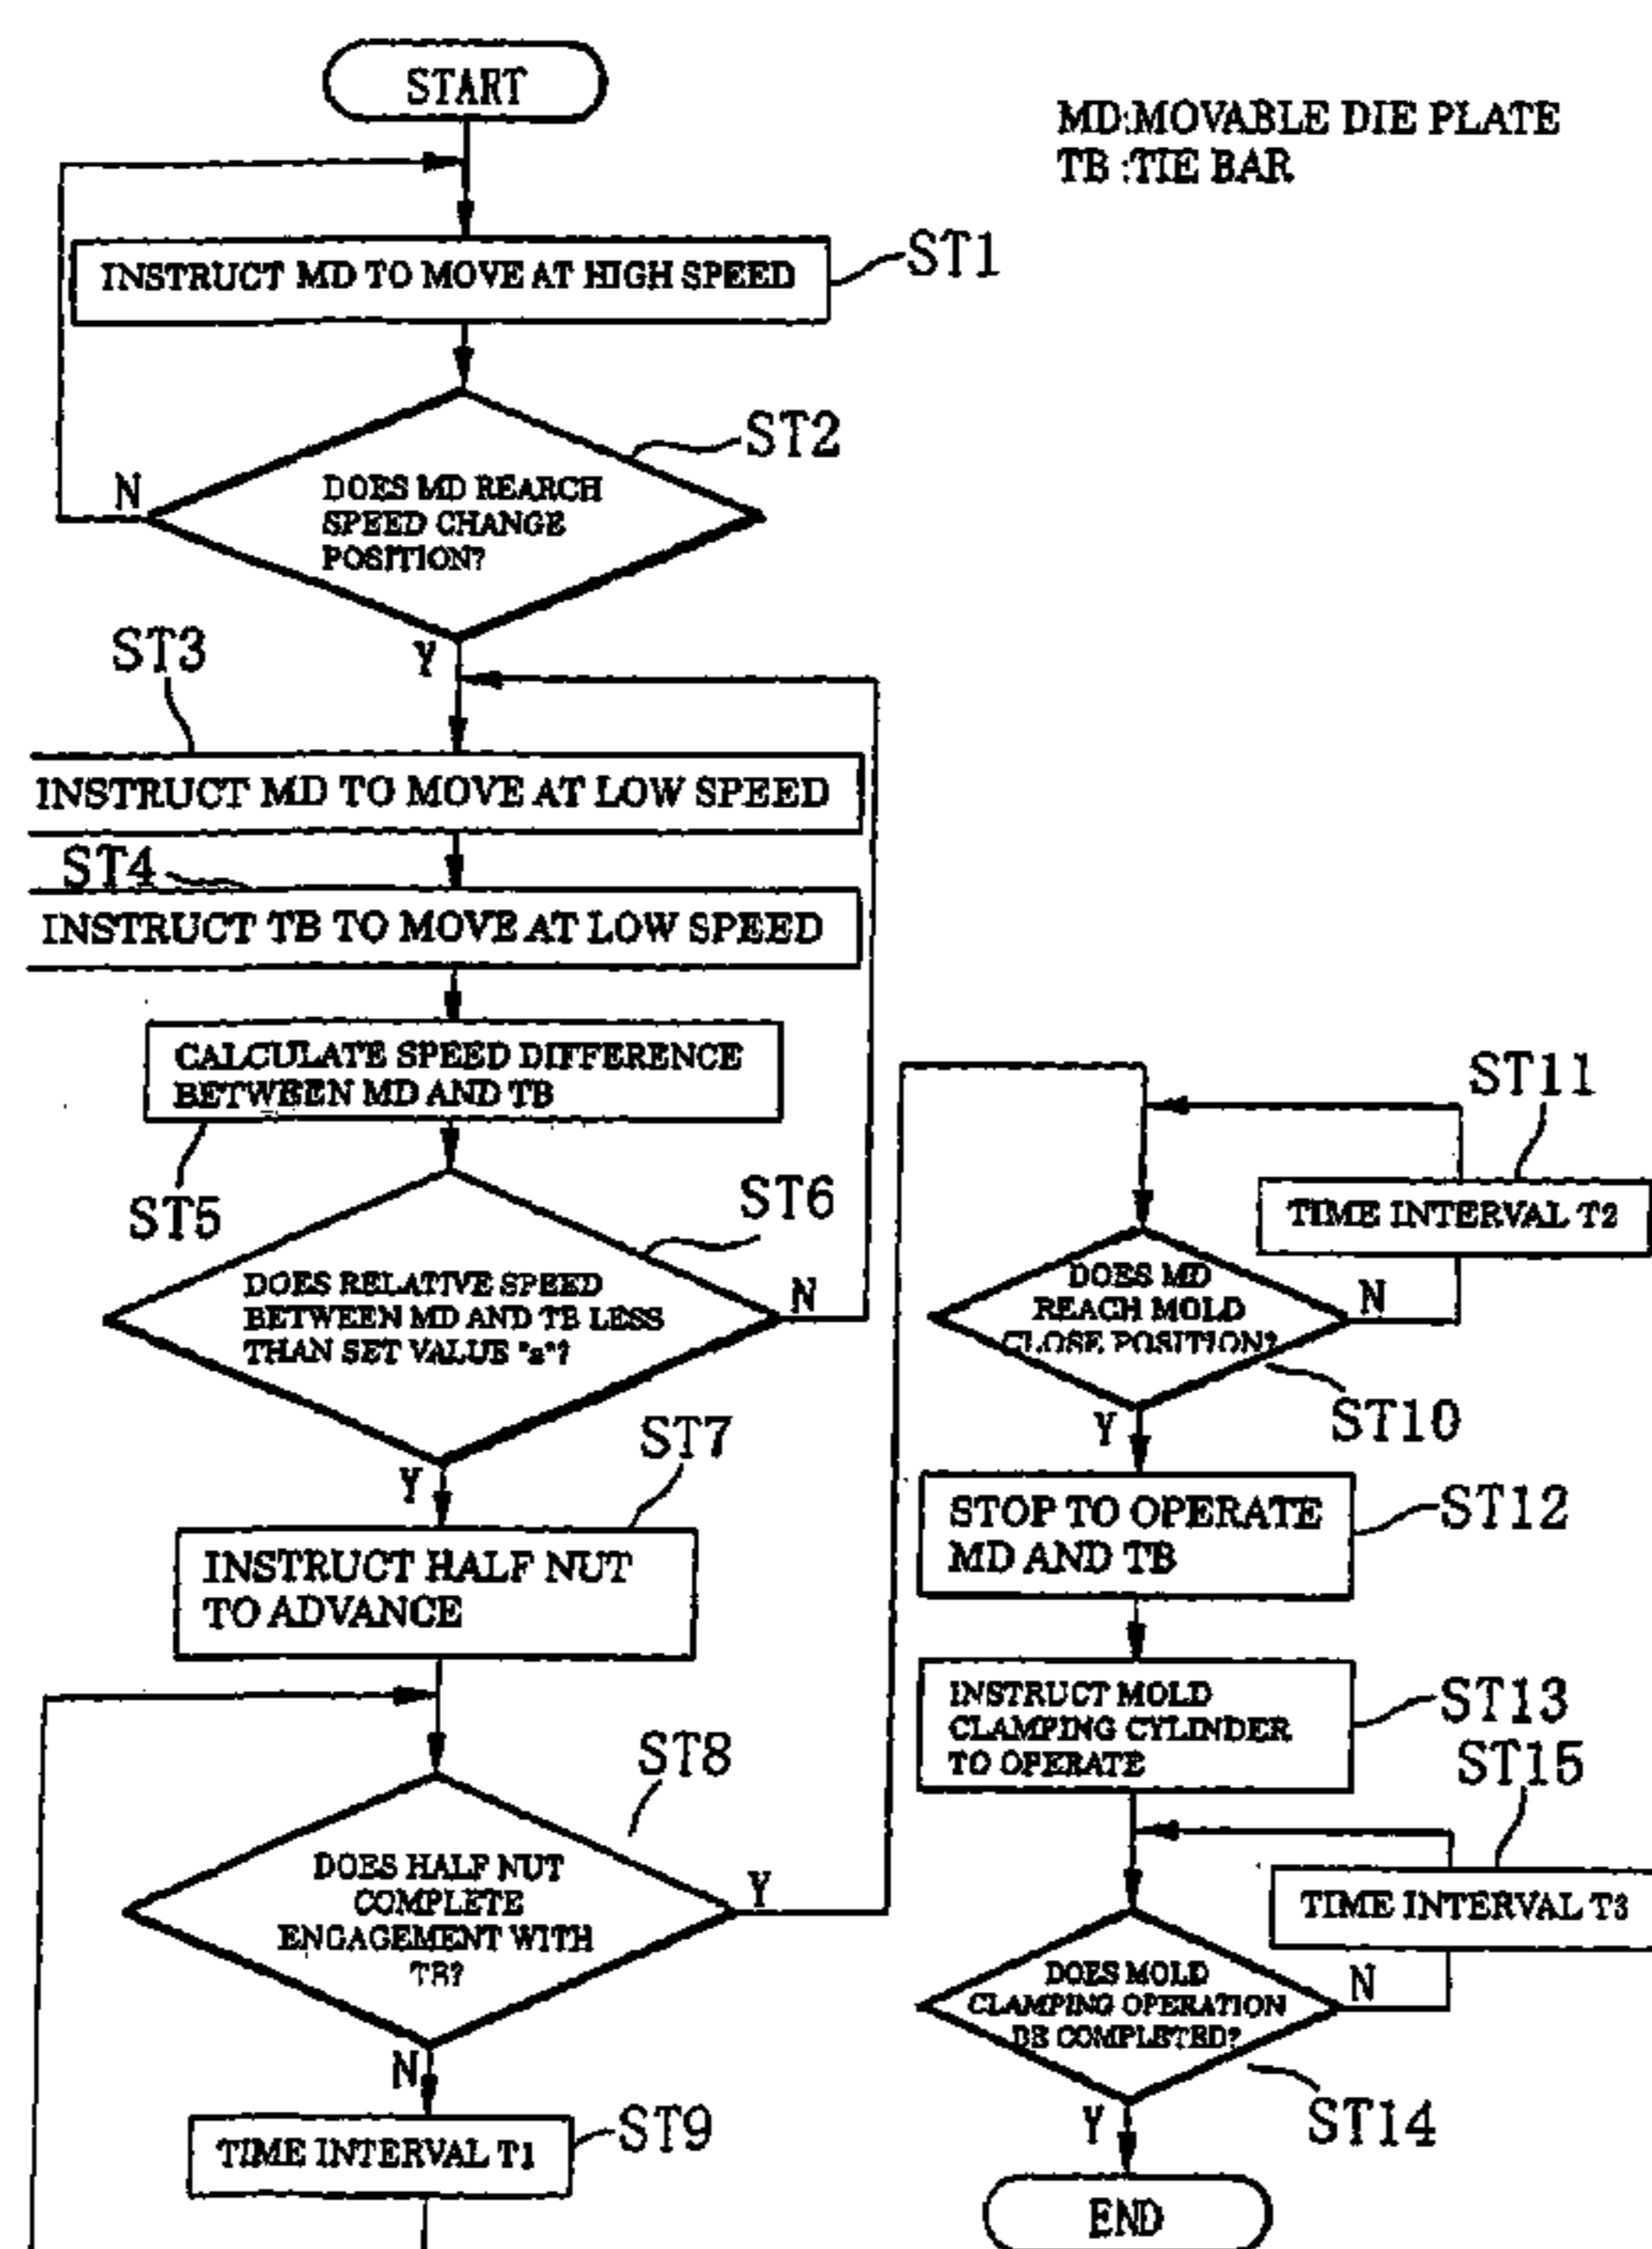 START
MD:MOVABLE DIE PLATE
TB :TIE BAR
INSTRUCT MD TO MOVE AT HIGH SPEED
ST1
ST2
DOES MD REARCH
SPEED CHANGE
POSITION?
N
Y
ST3
INSTRUCT MD TO MOVE AT LOW SPEED
ST4
INSTRUCT TB TO MOVE AT LOW SPEED
CALCULATE SPEED DIFFERENCE
BETWEEN MD AND TB
ST5
ST6
DOES RELATIVE SPEED
BETWEEN MD AND TB LESS
THAN SET VALUE "a"?
N
Y
ST7
INSTRUCT HALF NUT
TO ADVANCE
ST8
DOES HALF NUT
COMPLETE
ENGAGEMENT WITH
TB?
Y
N
TIME INTERVAL T1
ST9
ST11
TIME INTERVAL T2
DOES MD
REACH MOLD
CLOSE POSITION?
N
ST10
Y
STOP TO OPERATE
MD AND TB
ST12
INSTRUCT MOLD
CLAMPING CYLINDER
TO OPERATE
ST13
ST15
TIME INTERVAL T3
DOES MOLD
CLAMPING OPERATION
BE COMPLETED?
N
ST14
Y
END